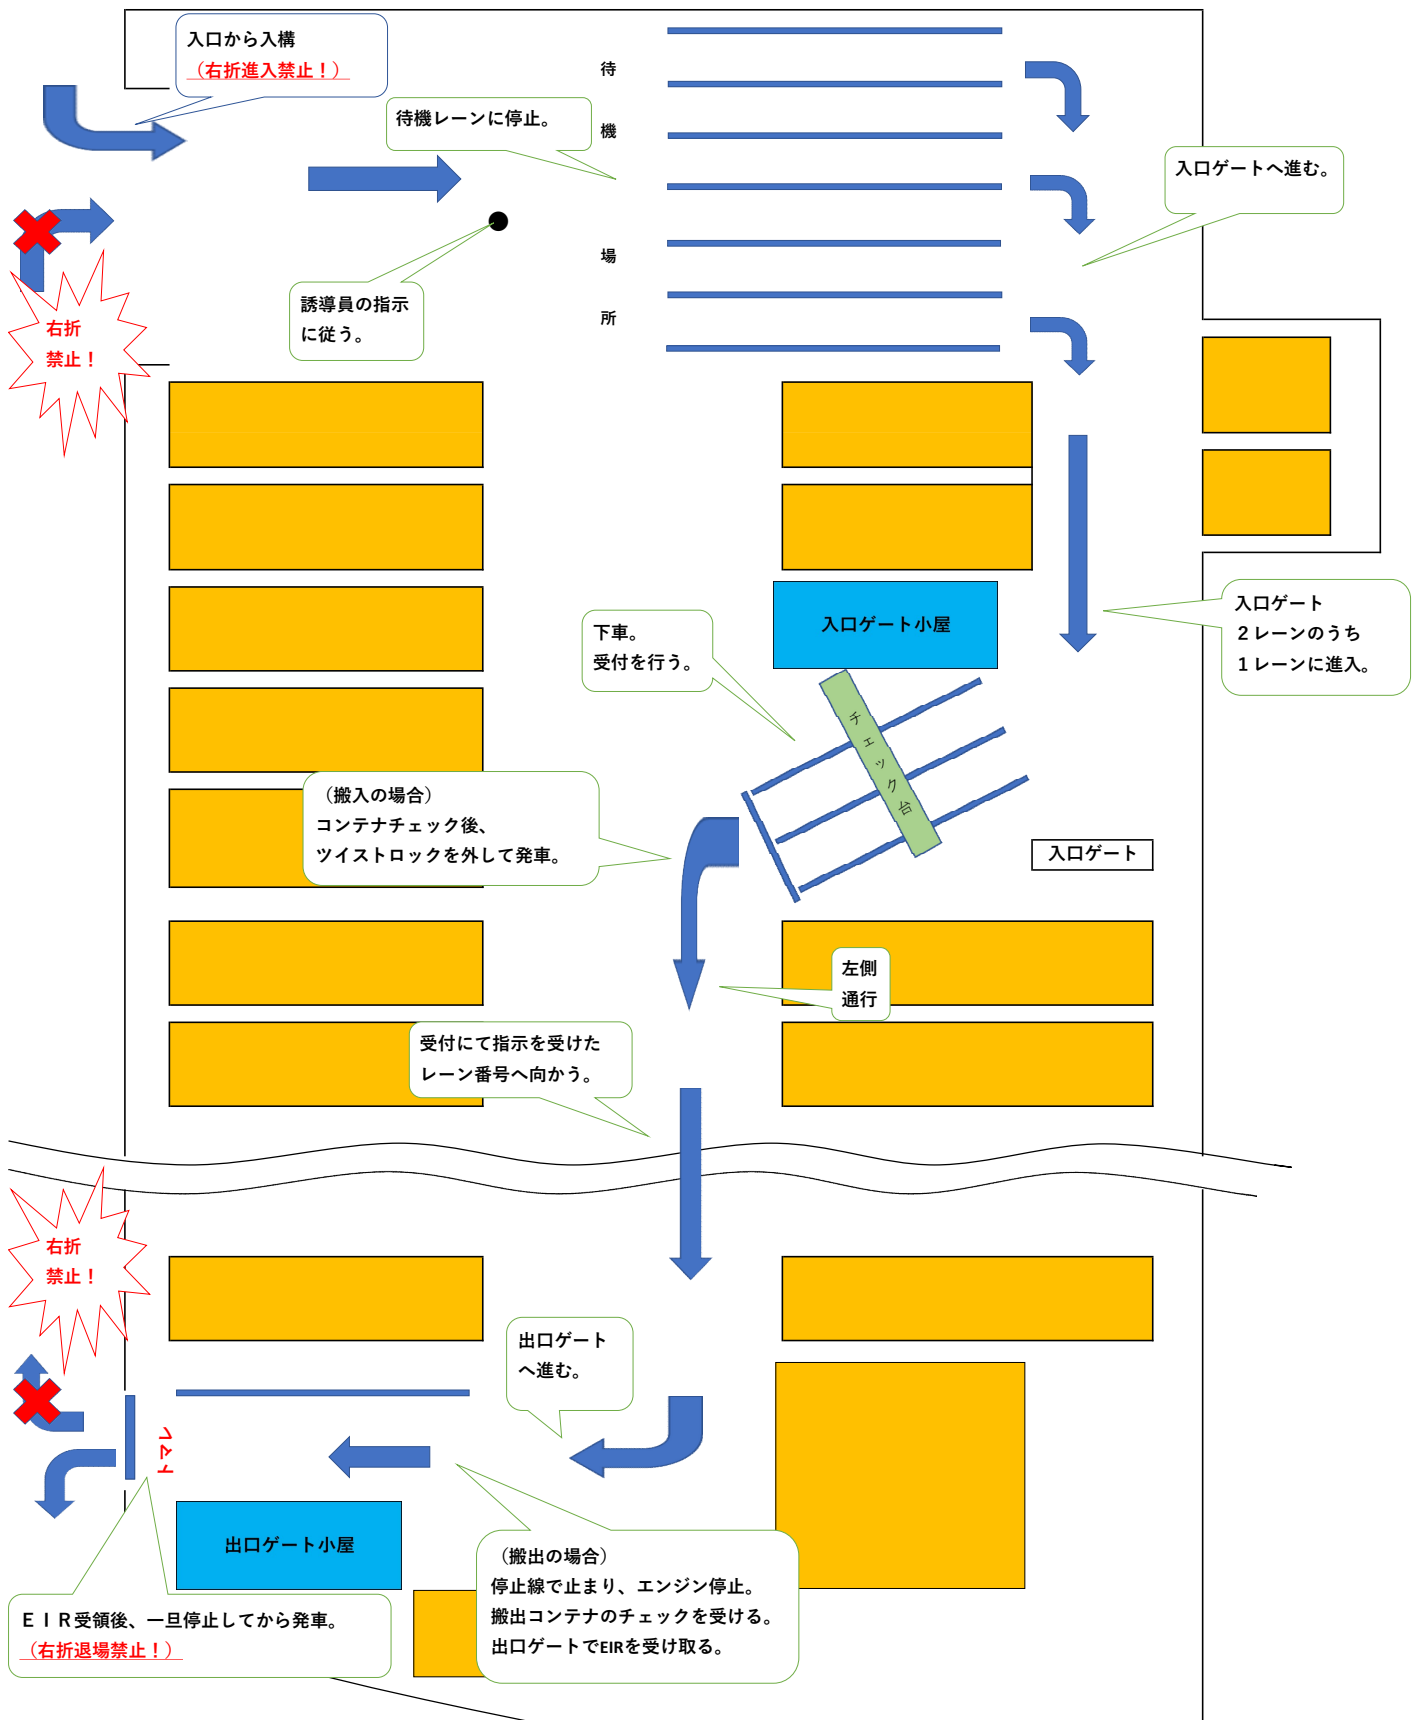 入口から入構
（右折進入禁止！）
待機レーンに停止。
待
機
場
所
入口ゲートへ進む。
誘導員の指示
に従う。
右折
禁止！
入口ゲート小屋
下車。
受付を行う。
入口ゲート
２レーンのうち
１レーンに進入。
チェック台
（搬入の場合）
コンテナチェック後、
ツイストロックを外して発車。
入口ゲート
左側
通行
受付にて指示を受けた
レーン番号へ向かう。
右折
禁止！
出口ゲート
へ進む。
トマレ
出口ゲート小屋
（搬出の場合）
停止線で止まり、エンジン停止。
搬出コンテナのチェックを受ける。
出口ゲートでEIRを受け取る。
ＥＩＲ受領後、一旦停止してから発車。
（右折退場禁止！）